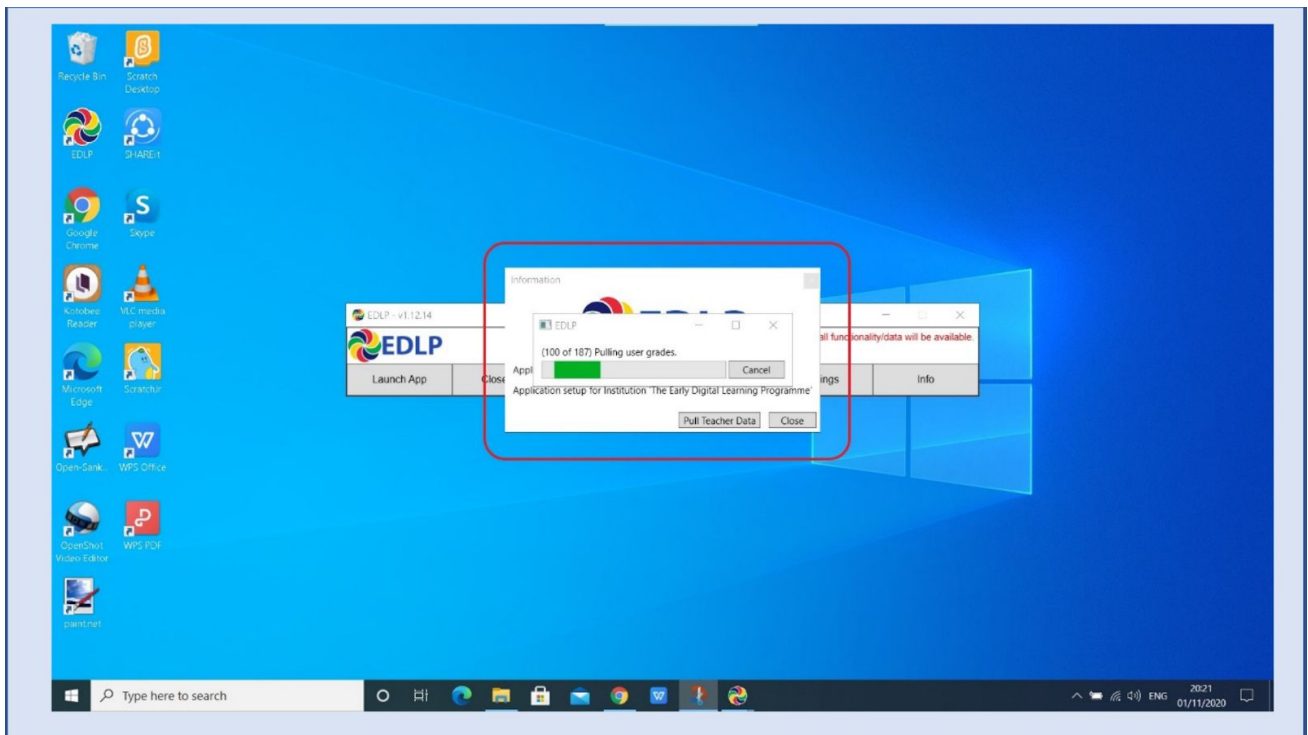 Recycle Bin
Scratch
Desktop
EDLP
SHAREit
Google
Chrome
Skype
Kotobee
Reader
VLC media
player
Microsoft
Edge
ScratchJr
Open-Sank...
WPS Office
OpenShot
Video Editor
WPS PDF
paint.net
Information
EDLP - v1.12.14
EDLP
EDLP
all functionality/data will be available.
(100 of 187) Pulling user grades.
Cancel
Launch App
Close
Appl
ings
Info
Application setup for Institution 'The Early Digital Learning Programme'
Pull Teacher Data
Close
Type here to search
W
ENG
20:21
01/11/2020